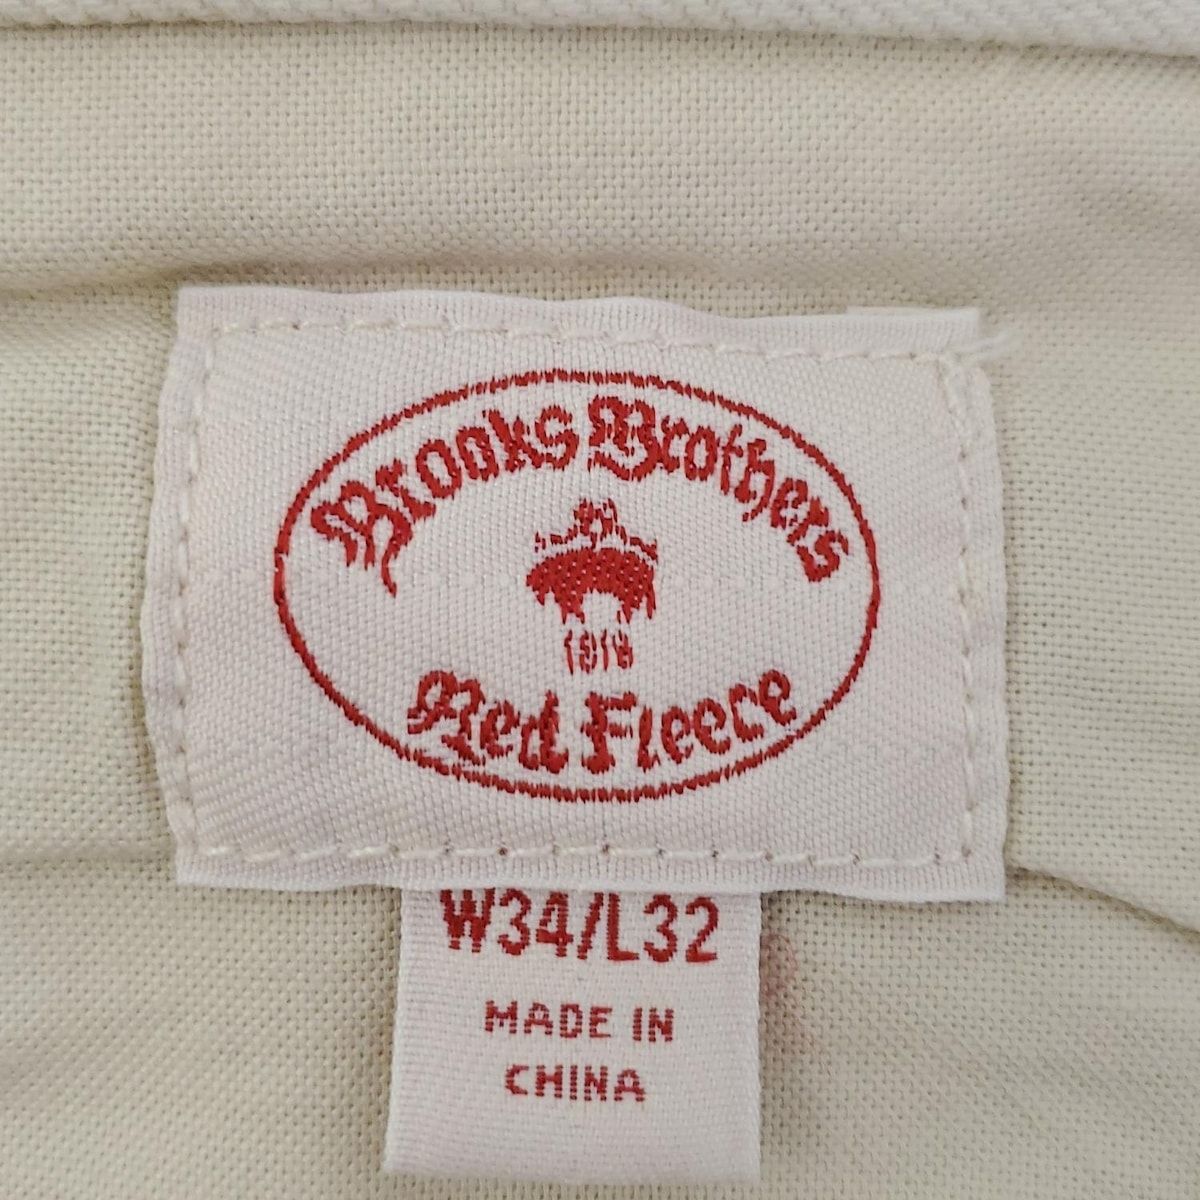 Brooks Brothers
1818
Red Fleece
W34/L32
MADE IN
CHINA